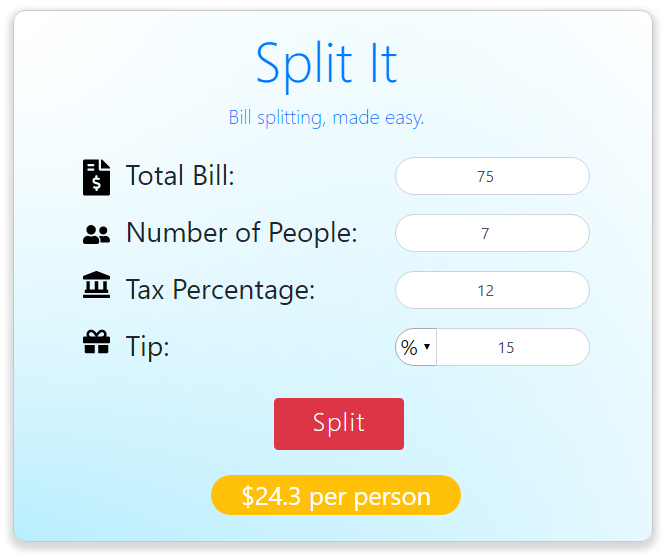 Split It
Bill splitting, made easy.
$ Total Bill: 75
Number of People: 7
Tax Percentage: 12
Tip: % 15
Split
$24.3 per person